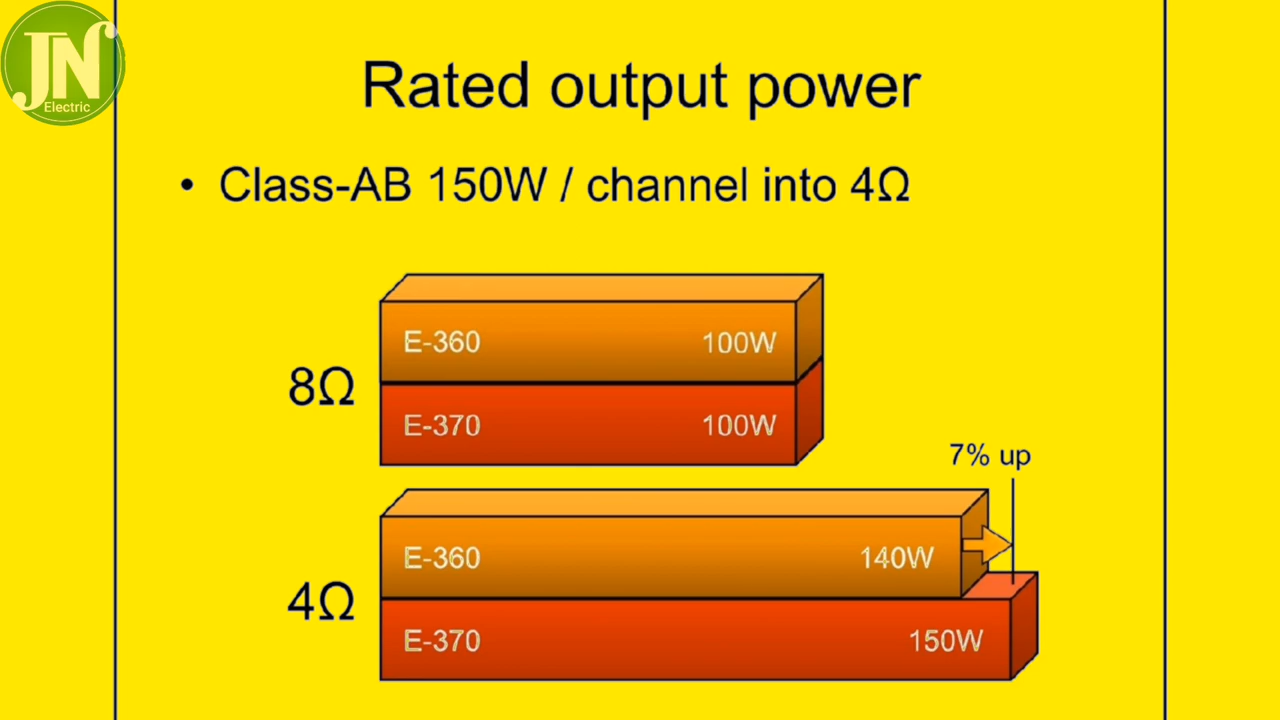 JN
Electric
Rated output power
• Class-AB 150W / channel into 4Ω
8Ω
E-360 100W
E-370 100W
7% up
4Ω
E-360 140W
E-370 150W